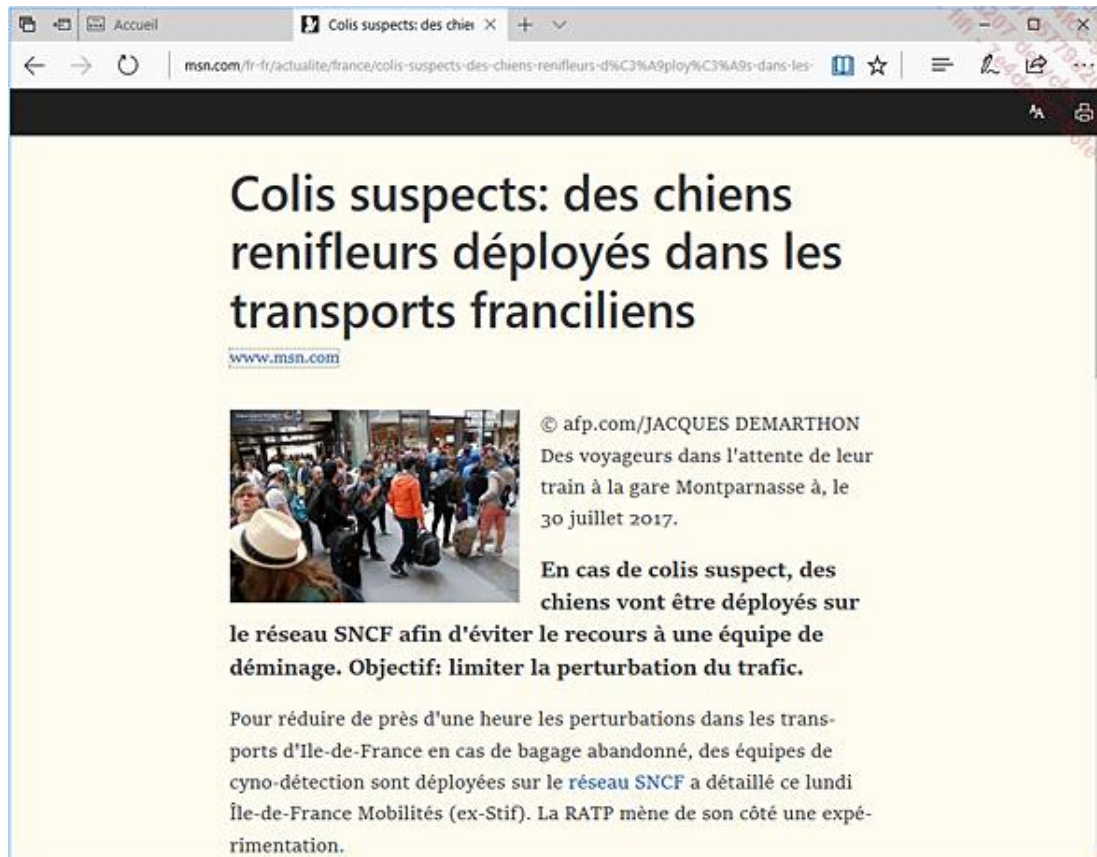 Accueil
Colis suspects: des chie
msn.com/fr-fr/actualite/france/colis-suspects-des-chiens-renifleurs-d%C3%A9ploy%C3%A9s-dans-les-
Colis suspects: des chiens
renifleurs déployés dans les
transports franciliens
www.msn.com
© afp.com/JACQUES DEMARTHON
Des voyageurs dans l'attente de leur
train à la gare Montparnasse à, le
30 juillet 2017.
En cas de colis suspect, des
chiens vont être déployés sur
le réseau SNCF afin d'éviter le recours à une équipe de
déminage. Objectif: limiter la perturbation du trafic.
Pour réduire de près d'une heure les perturbations dans les trans-
ports d'Ile-de-France en cas de bagage abandonné, des équipes de
cyno-détection sont déployées sur le réseau SNCF a détaillé ce lundi
Île-de-France Mobilités (ex-Stif). La RATP mène de son côté une expé-
rimentation.